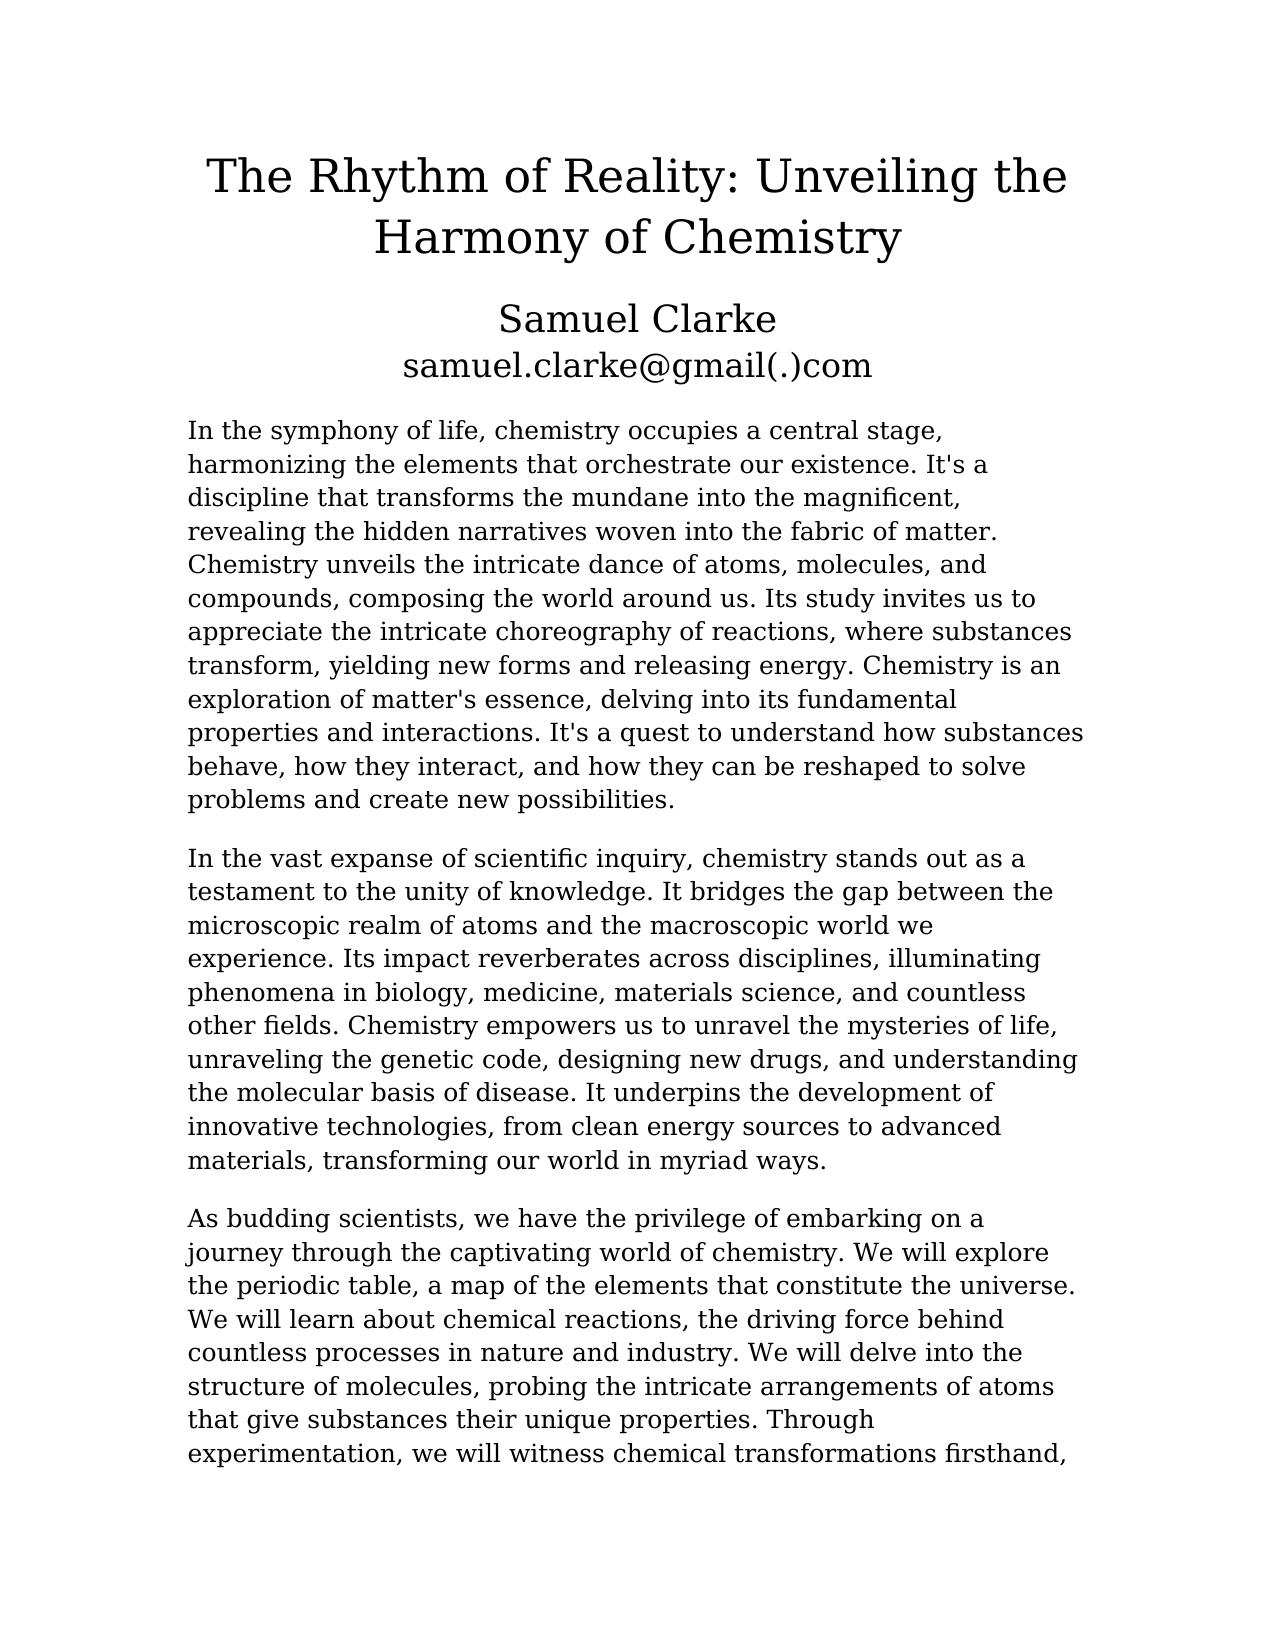 The Rhythm of Reality: Unveiling the
Harmony of Chemistry
Samuel Clarke
samuel.clarke@gmail(.)com
In the symphony of life, chemistry occupies a central stage,
harmonizing the elements that orchestrate our existence. It's a
discipline that transforms the mundane into the magnificent,
revealing the hidden narratives woven into the fabric of matter.
Chemistry unveils the intricate dance of atoms, molecules, and
compounds, composing the world around us. Its study invites us to
appreciate the intricate choreography of reactions, where substances
transform, yielding new forms and releasing energy. Chemistry is an
exploration of matter's essence, delving into its fundamental
properties and interactions. It's a quest to understand how substances
behave, how they interact, and how they can be reshaped to solve
problems and create new possibilities.
In the vast expanse of scientific inquiry, chemistry stands out as a
testament to the unity of knowledge. It bridges the gap between the
microscopic realm of atoms and the macroscopic world we
experience. Its impact reverberates across disciplines, illuminating
phenomena in biology, medicine, materials science, and countless
other fields. Chemistry empowers us to unravel the mysteries of life,
unraveling the genetic code, designing new drugs, and understanding
the molecular basis of disease. It underpins the development of
innovative technologies, from clean energy sources to advanced
materials, transforming our world in myriad ways.
As budding scientists, we have the privilege of embarking on a
journey through the captivating world of chemistry. We will explore
the periodic table, a map of the elements that constitute the universe.
We will learn about chemical reactions, the driving force behind
countless processes in nature and industry. We will delve into the
structure of molecules, probing the intricate arrangements of atoms
that give substances their unique properties. Through
experimentation, we will witness chemical transformations firsthand,